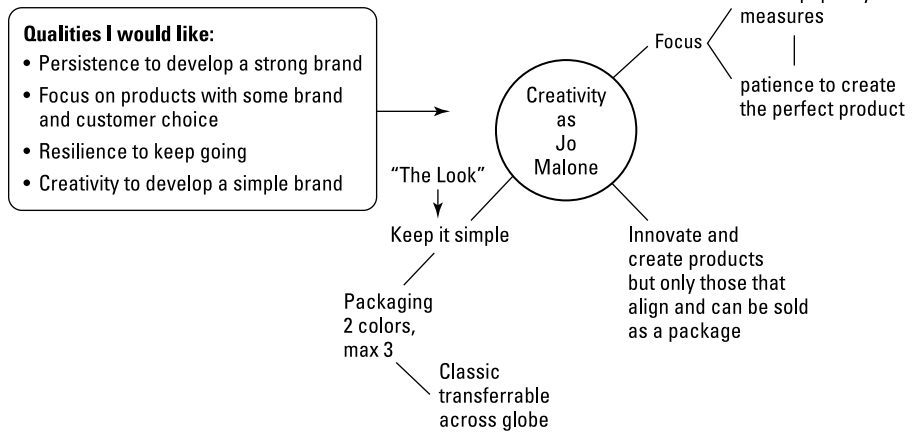 Qualities I would like:
• Persistence to develop a strong brand
• Focus on products with some brand
and customer choice
• Resilience to keep going
• Creativity to develop a simple brand
Creativity
as
Jo
Malone
Focus
measures
patience to create
the perfect product
"The Look"
Keep it simple
Packaging
2 colors,
max 3
Classic
transferrable
across globe
Innovate and
create products
but only those that
align and can be sold
as a package